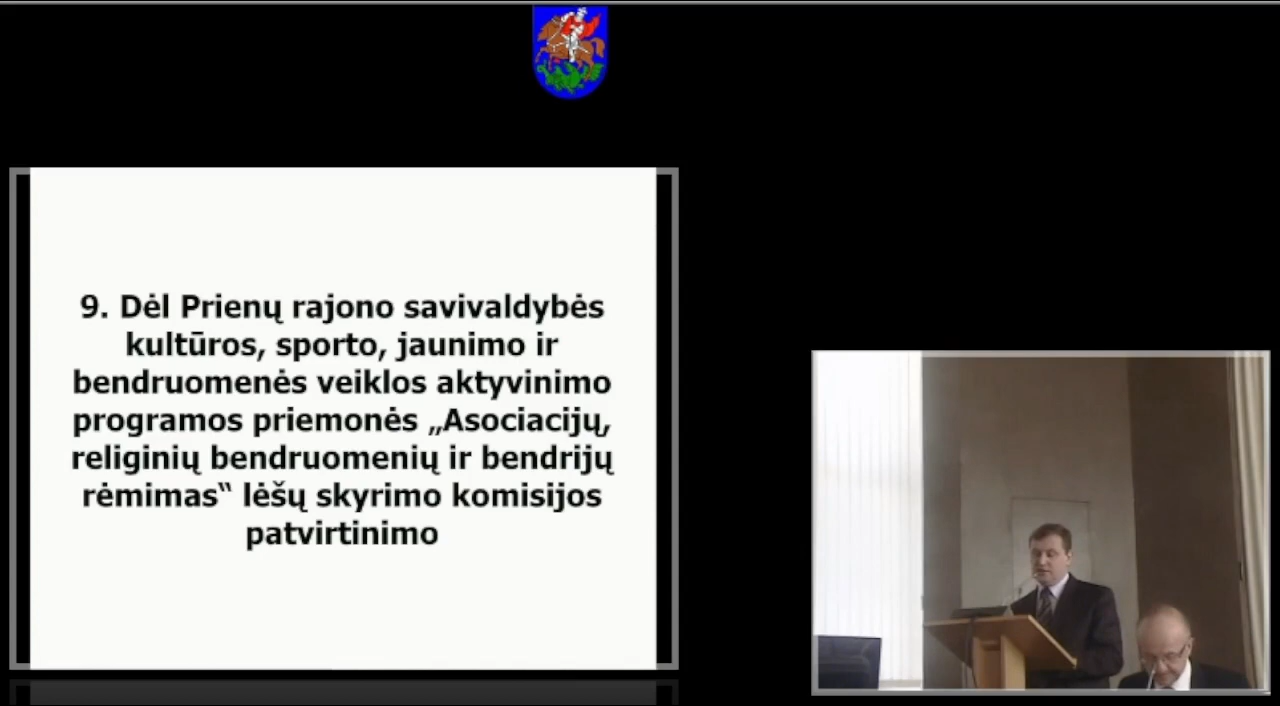 9. Dėl Prienų rajono savivaldybės
kultūros, sporto, jaunimo ir
bendruomenės veiklos aktyvinimo
programos priemonės „Asociacijų,
religinių bendruomenių ir bendrijų
rėmimas“ lėšų skyrimo komisijos
patvirtinimo